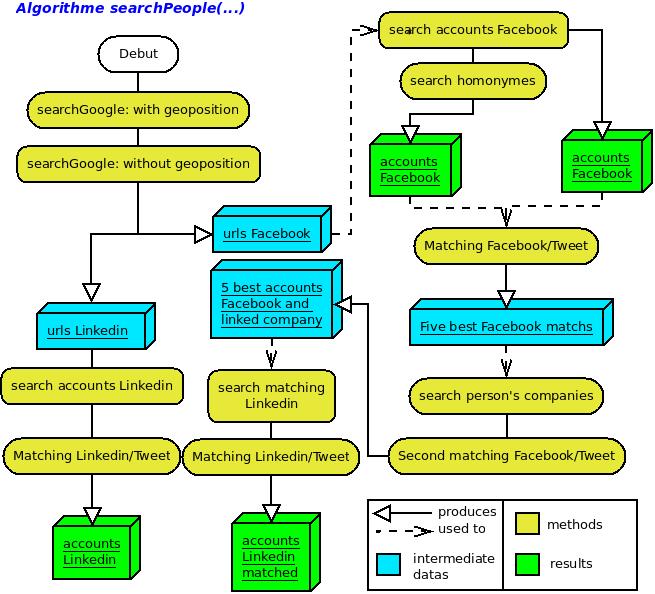 Algorithme searchPeople(...)
Debut
searchGoogle: with geoposition
searchGoogle: without geoposition
urls Facebook
search accounts Facebook
search homonymes
accounts
Facebook
accounts
Facebook
Matching Facebook/Tweet
Five best Facebook matchs
search person's companies
Second matching Facebook/Tweet
5 best accounts
Facebook and
linked company
search matching
Linkedin
Matching Linkedin/Tweet
accounts
Linkedin
matched
urls Linkedin
search accounts Linkedin
Matching Linkedin/Tweet
accounts
Linkedin
produces
used to
intermediate
datas
methods
results